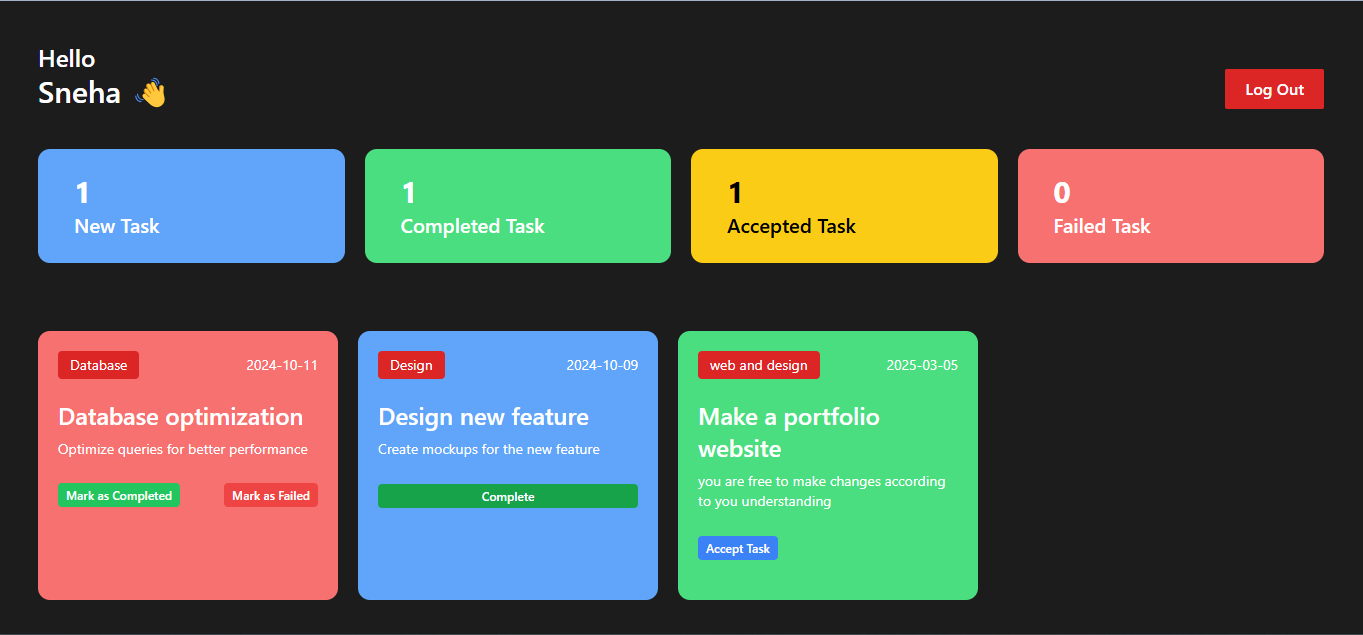 Hello
Sneha 👋
Log Out
1
New Task
1
Completed Task
1
Accepted Task
0
Failed Task
Database
2024-10-11
Database optimization
Optimize queries for better performance
Mark as Completed
Mark as Failed
Design
2024-10-09
Design new feature
Create mockups for the new feature
Complete
web and design
2025-03-05
Make a portfolio
website
you are free to make changes according
to you understanding
Accept Task